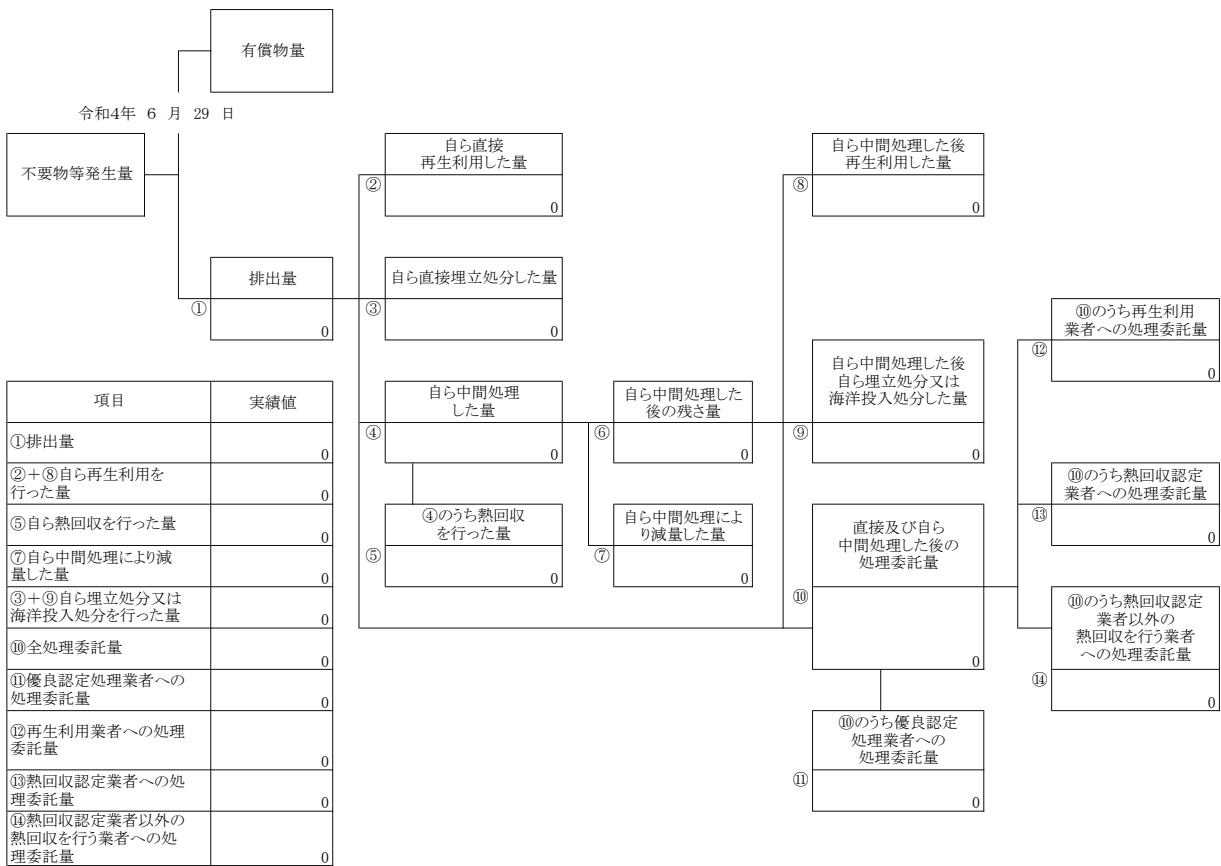 有償物量
令和4年 6 月 29 日
不要物等発生量
自ら直接
再生利用した量
②
0
自ら中間処理した後
再生利用した量
⑧
0
排出量
①
0
自ら直接埋立処分した量
③
0
⑩のうち再生利用
業者への処理委託量
⑫
0
自ら中間処理
した量
④
0
自ら中間処理した
後の残さ量
⑥
0
自ら中間処理した後
自ら埋立処分又は
海洋投入処分した量
⑨
0
⑩のうち熱回収認定
業者への処理委託量
⑬
0
④のうち熱回収
を行った量
⑤
0
自ら中間処理によ
り減量した量
⑦
0
直接及び自ら
中間処理した後の
処理委託量
⑩
0
⑩のうち熱回収認定
業者以外の
熱回収を行う業者
への処理委託量
⑭
0
⑩のうち優良認定
処理業者への
処理委託量
⑪
0
項目 実績値
①排出量
0
②＋⑧自ら再生利用を
行った量 0
⑤自ら熱回収を行った量
0
⑦自ら中間処理により減
量した量 0
③＋⑨自ら埋立処分又は
海洋投入処分を行った量 0
⑩全処理委託量
0
⑪優良認定処理業者への
処理委託量 0
⑫再生利用業者への処理
委託量
0
⑬熱回収認定業者への処
理委託量 0
⑭熱回収認定業者以外の
熱回収を行う業者への処
理委託量 0